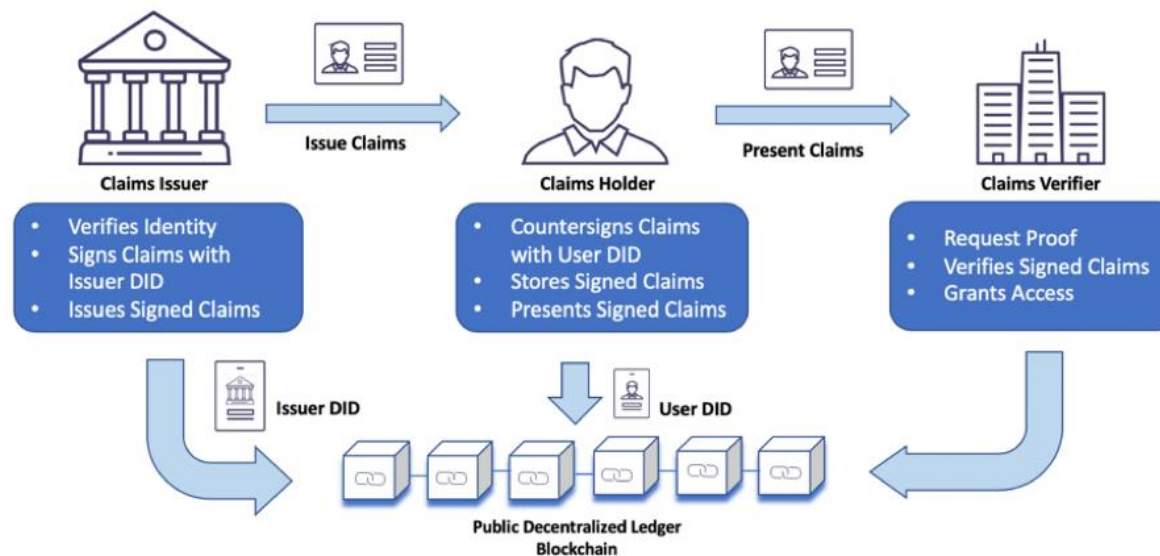 Issue Claims
Present Claims
Claims Issuer
Claims Holder
Claims Verifier
• Verifies Identity
• Signs Claims with
Issuer DID
• Issues Signed Claims
• Countersigns Claims
with User DID
• Stores Signed Claims
• Presents Signed Claims
• Request Proof
• Verifies Signed Claims
• Grants Access
Issuer DID
User DID
Public Decentralized Ledger
Blockchain